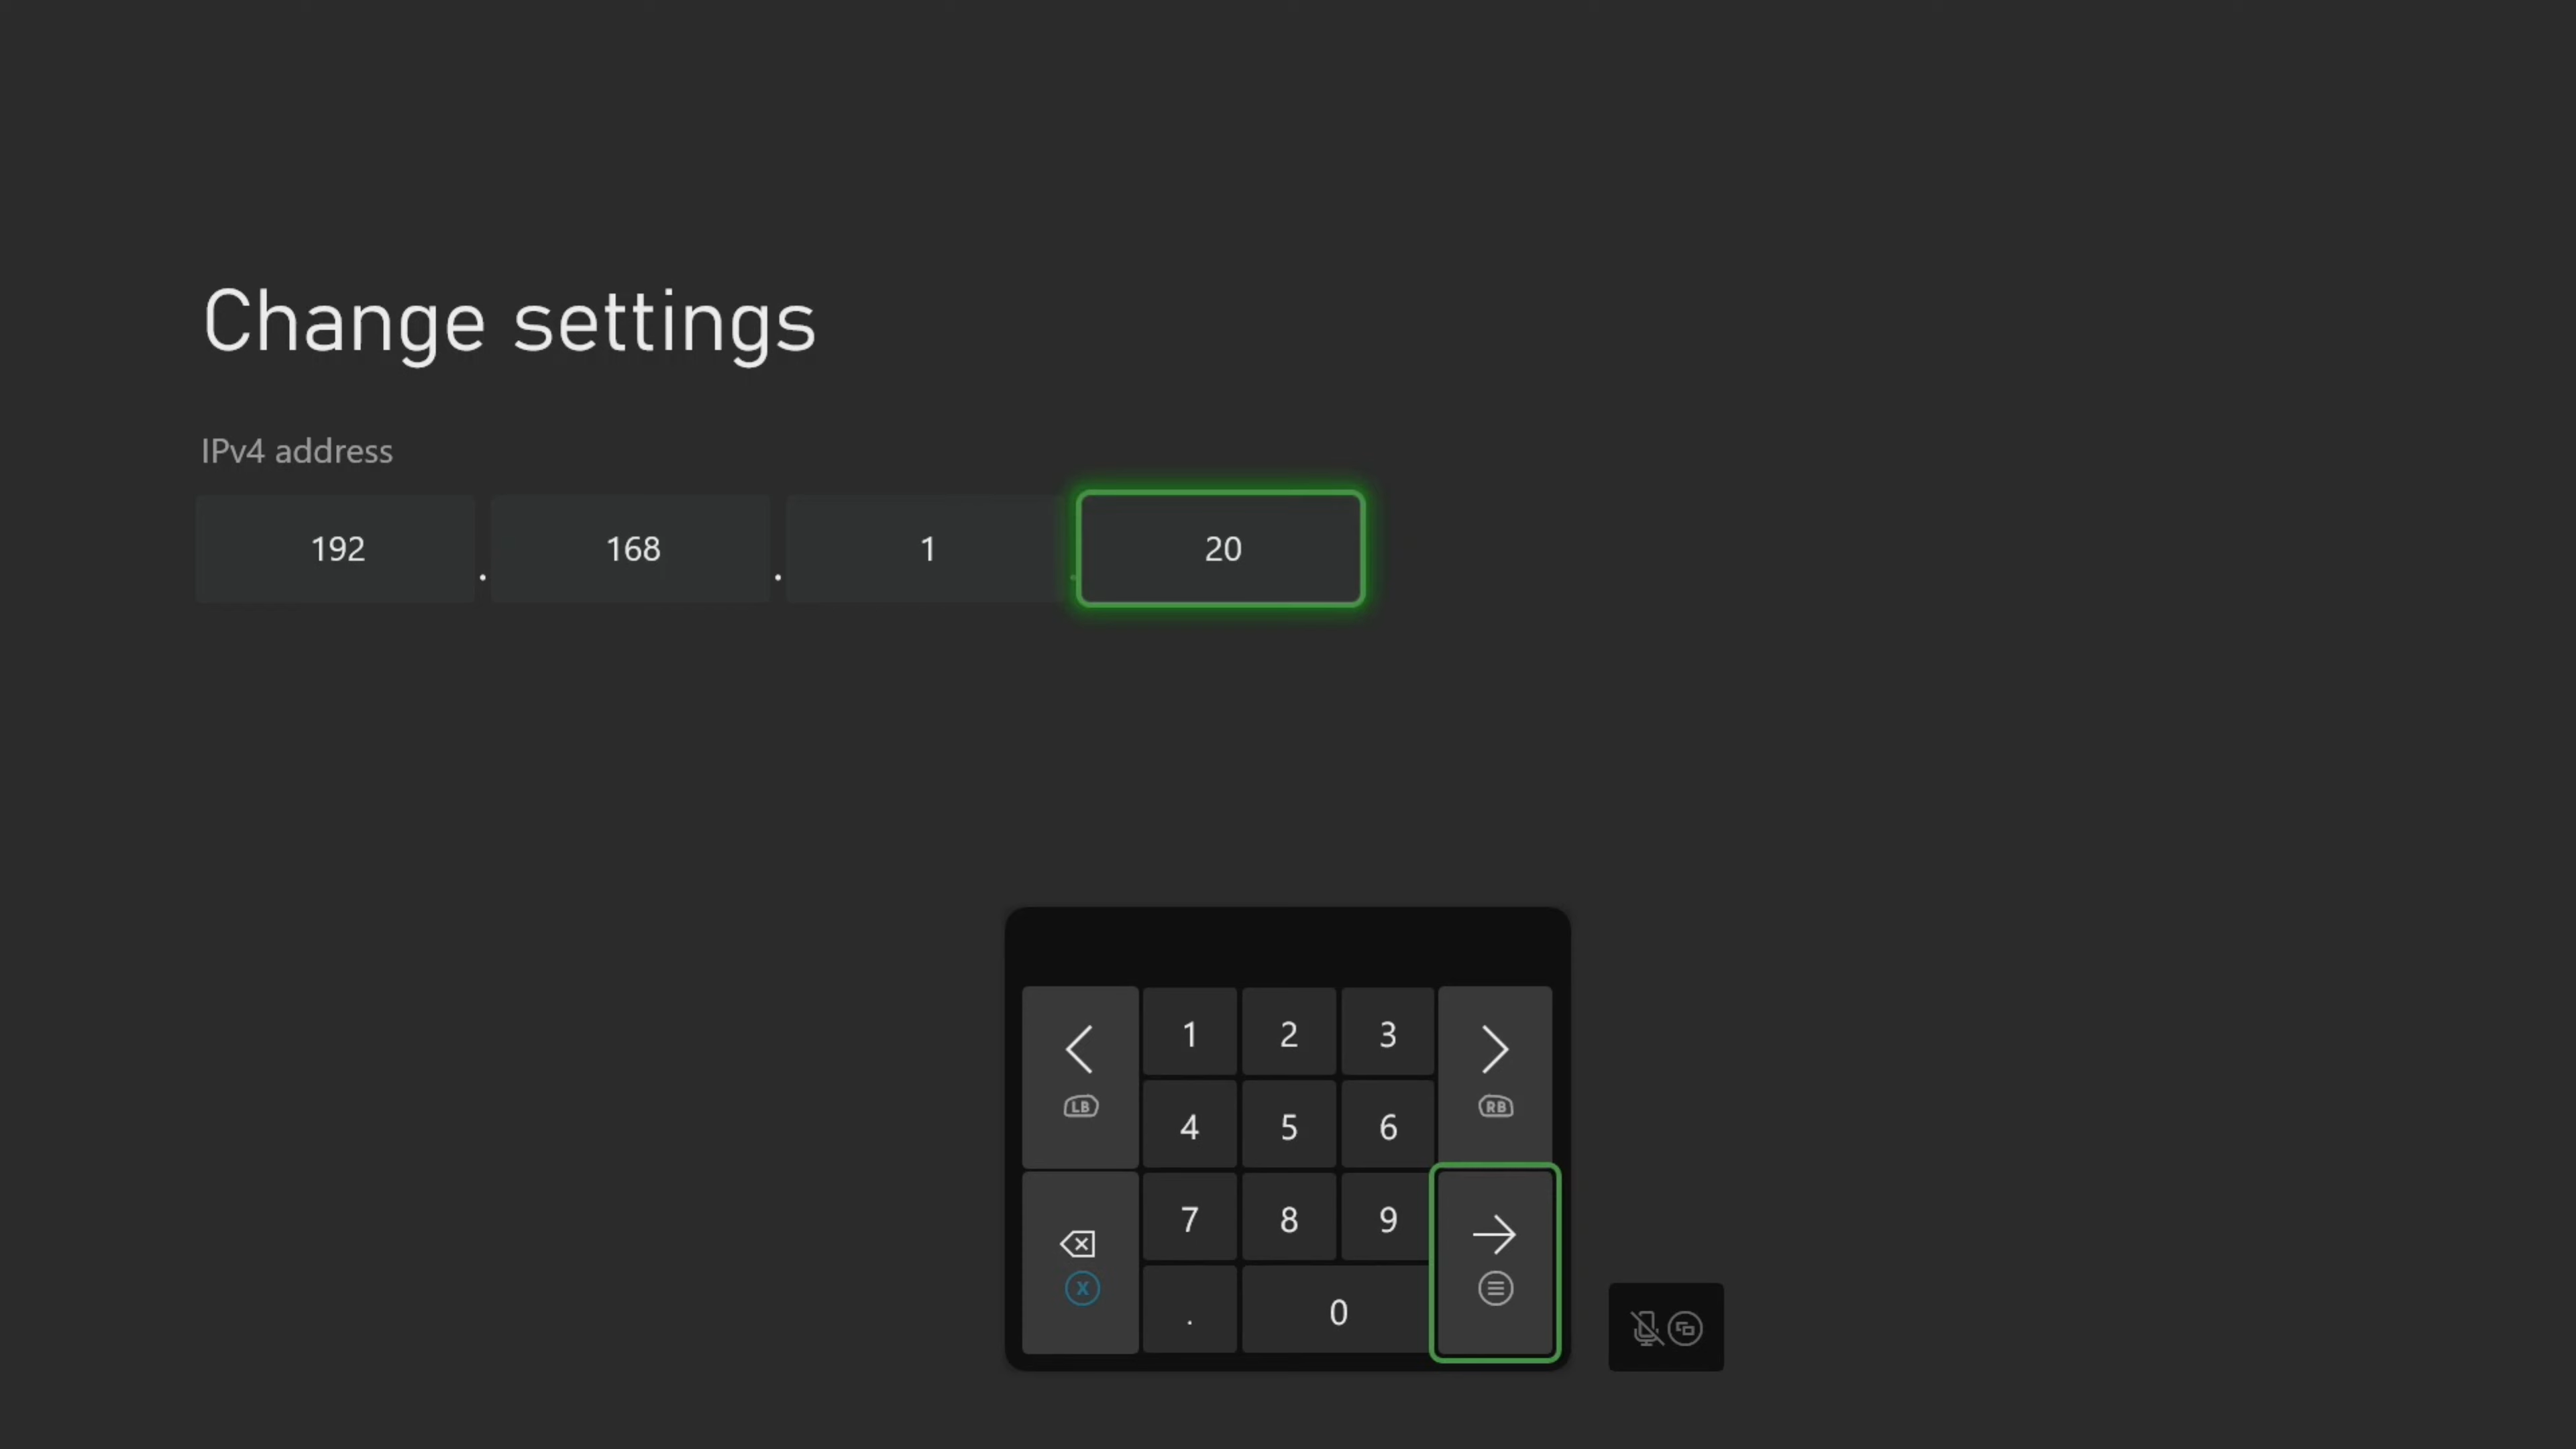 Change settings
IPv4 address
192 . 168 . 1 . 20
1 2 3
LB RB
4 5 6
7 8 9
X
. 0